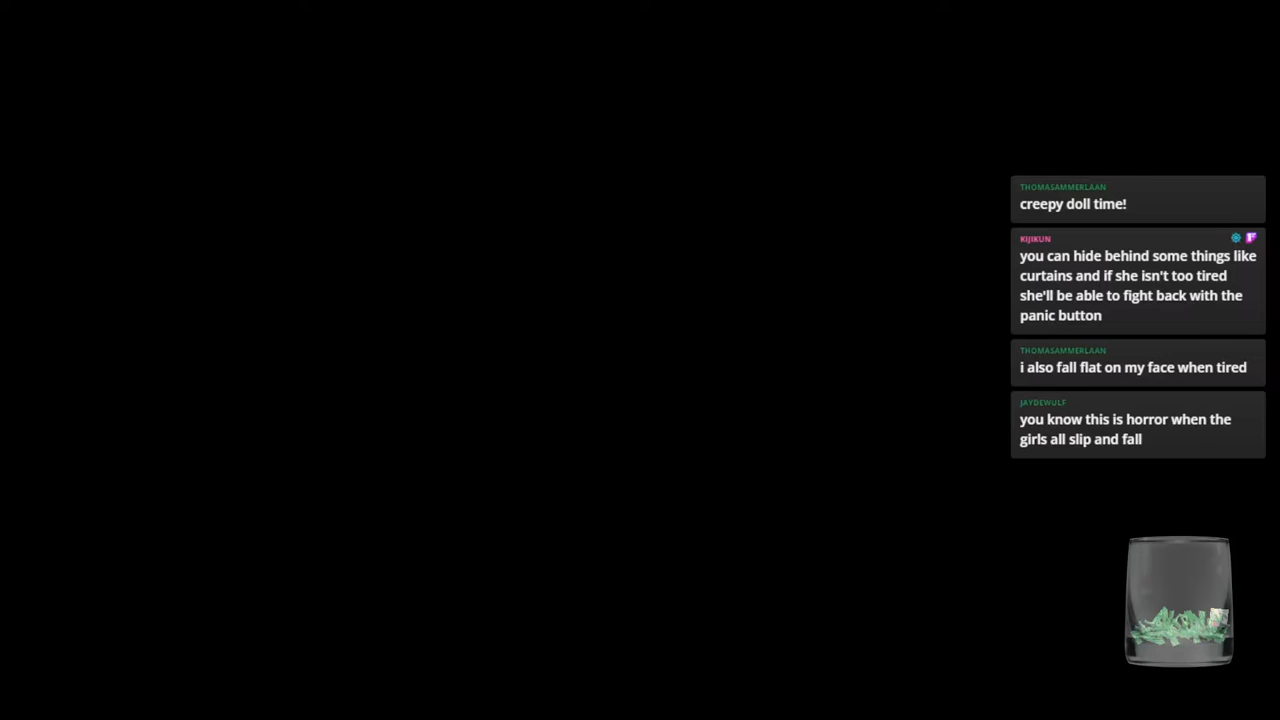 THOMASAMMERLAAN
creepy doll time!
KIJIKUN
you can hide behind some things like
curtains and if she isn't too tired
she'll be able to fight back with the
panic button
THOMASAMMERLAAN
i also fall flat on my face when tired
JAYDEWULF
you know this is horror when the
girls all slip and fall